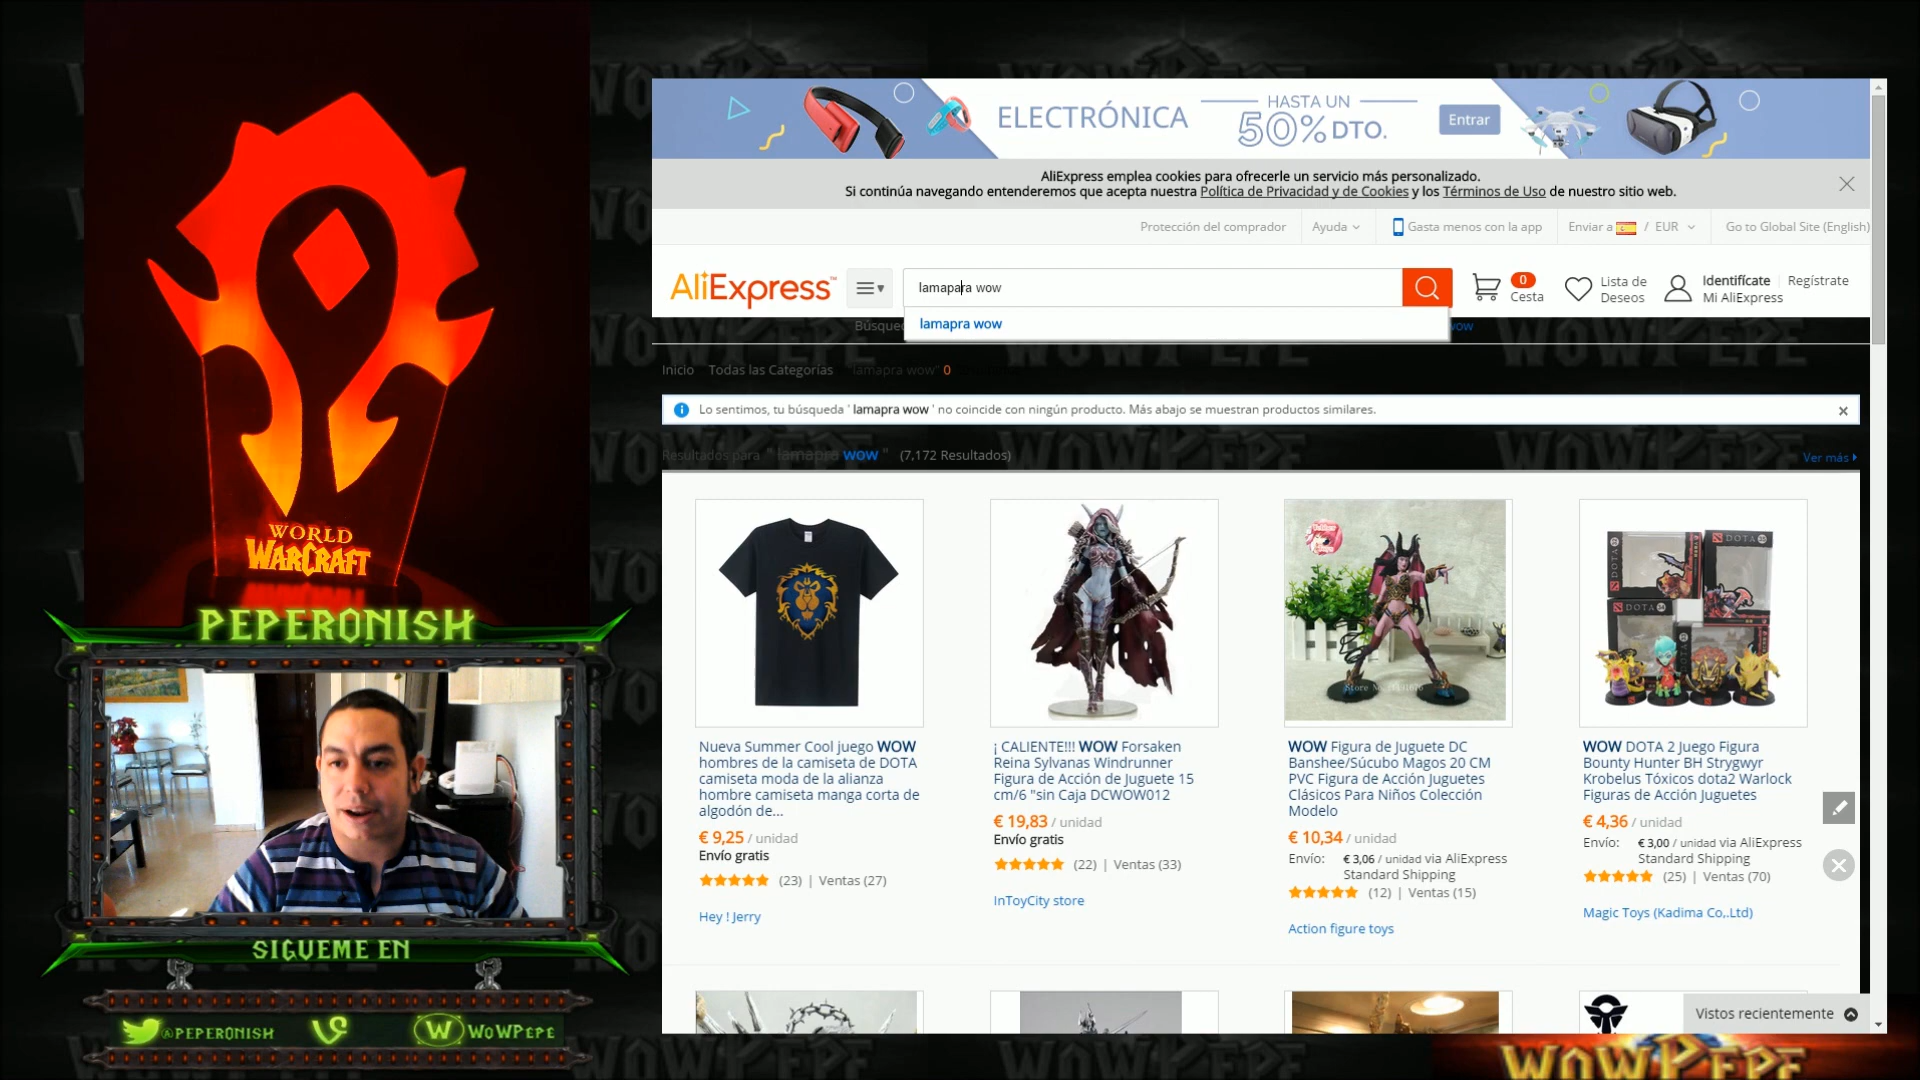 WORLD
WARCRAFT
PEPERONISH
SIGUEME EN
@PEPERONISH
WOWPEPE
ELECTRÓNICA
HASTA UN
50% DTO.
Entrar
AliExpress emplea cookies para ofrecerle un servicio más personalizado.
Si continúa navegando entenderemos que acepta nuestra Política de Privacidad y de Cookies y los Términos de Uso de nuestro sitio web.
Protección del comprador
Ayuda
Gasta menos con la app
Enviar a / EUR
Go to Global Site (English)
AliExpress™
lamapara wow
0
Cesta
Lista de
Deseos
Identifícate
Regístrate
Mi AliExpress
lamapra wow
wow
Inicio
Todas las Categorías
"lamapra wow" 0
Lo sentimos, tu búsqueda ' lamapra wow ' no coincide con ningún producto. Más abajo se muestran productos similares.
Resultados para " lamapra wow " (7,172 Resultados)
Ver más
Nueva Summer Cool juego WOW
hombres de la camiseta de DOTA
camiseta moda de la alianza
hombre camiseta manga corta de
algodón de...
€ 9,25 / unidad
Envío gratis
(23) | Ventas (27)
Hey ! Jerry
¡ CALIENTE!!! WOW Forsaken
Reina Sylvanas Windrunner
Figura de Acción de Juguete 15
cm/6 "sin Caja DCWOW012
€ 19,83 / unidad
Envío gratis
(22) | Ventas (33)
InToyCity store
WOW Figura de Juguete DC
Banshee/Súcubo Magos 20 CM
PVC Figura de Acción Juguetes
Clásicos Para Niños Colección
Modelo
€ 10,34 / unidad
Envío: € 3,06 / unidad via AliExpress
Standard Shipping
(12) | Ventas (15)
Action figure toys
WOW DOTA 2 Juego Figura
Bounty Hunter BH Strygwyr
Krobelus Tóxicos dota2 Warlock
Figuras de Acción Juguetes
€ 4,36 / unidad
Envío: € 3,00 / unidad via AliExpress
Standard Shipping
(25) | Ventas (70)
Magic Toys (Kadima Co,.Ltd)
Vistos recientemente
WOWPEPE